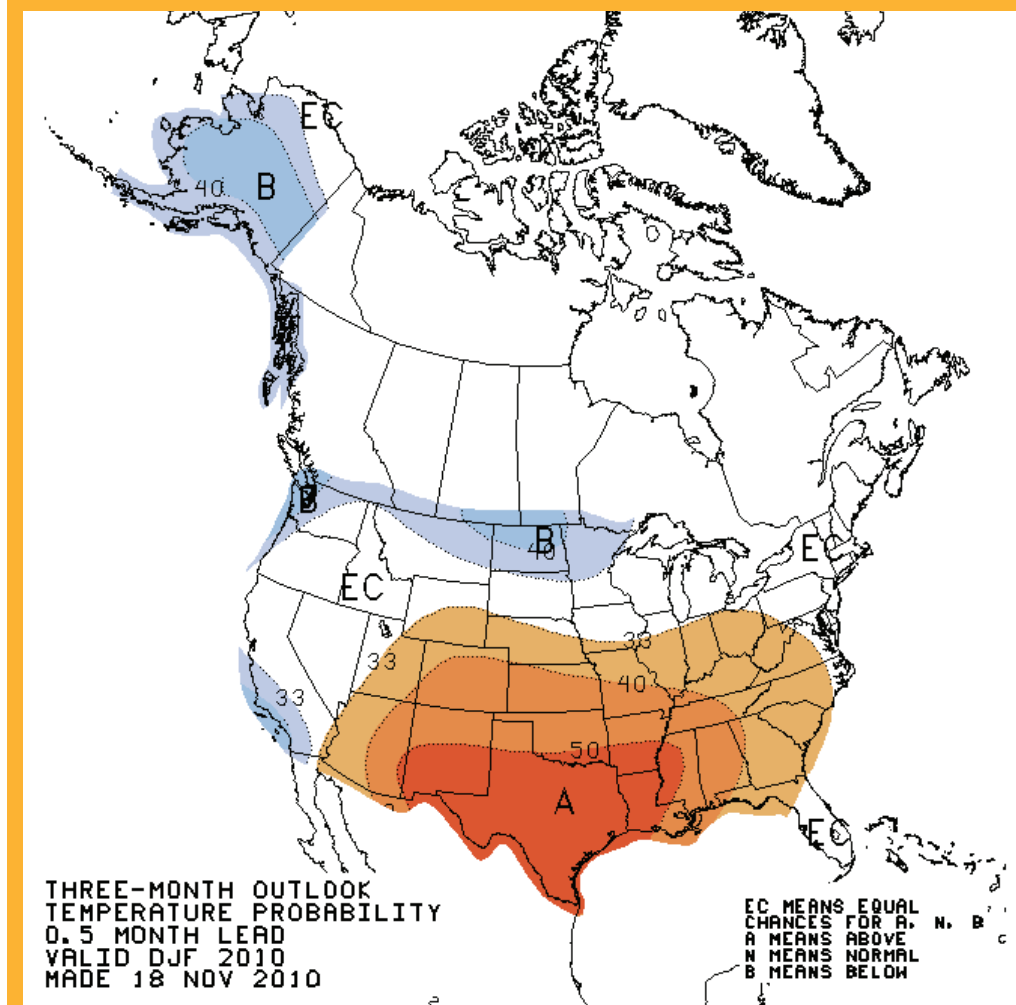 EC
40 B
B
B
40
EC
EC
33
33
40
33
50
A
EC
THREE-MONTH OUTLOOK
TEMPERATURE PROBABILITY
0.5 MONTH LEAD
VALID DJF 2010
MADE 18 NOV 2010
EC MEANS EQUAL
CHANCES FOR A, N, B
A MEANS ABOVE
N MEANS NORMAL
B MEANS BELOW